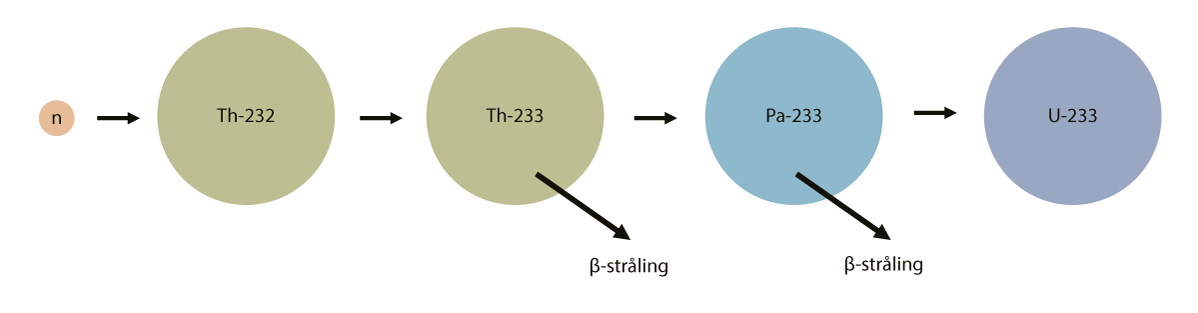 n
Th-232
Th-233
Pa-233
U-233
β-stråling
β-stråling